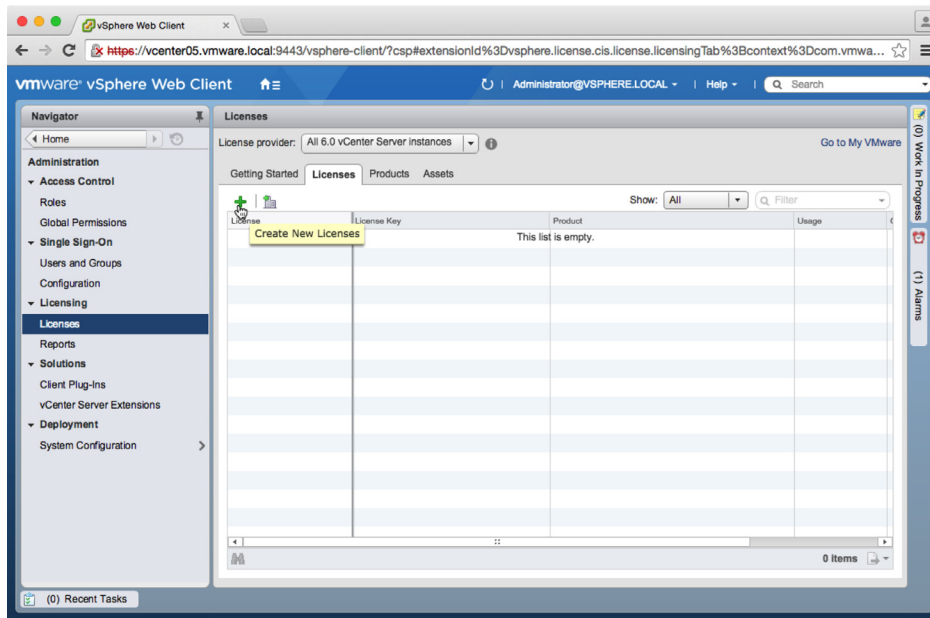 vSphere Web Client
https://vcenter05.vmware.local:9443/vsphere-client/?csp#extensionId%3Dvsphere.license.cis.license.licensingTab%3Bcontext%3Dcom.vmwa...
vmware® vSphere Web Client
Administrator@VSPHERE.LOCAL
Help
Search
Navigator
Home
Administration
Access Control
Roles
Global Permissions
Single Sign-On
Users and Groups
Configuration
Licensing
Licenses
Reports
Solutions
Client Plug-Ins
vCenter Server Extensions
Deployment
System Configuration
Licenses
License provider: All 6.0 vCenter Server instances
Go to My VMware
Getting Started Licenses Products Assets
Show: All Filter
License License Key Product Usage
Create New Licenses
This list is empty.
0 items
(0) Work In Progress
(1) Alarms
(0) Recent Tasks